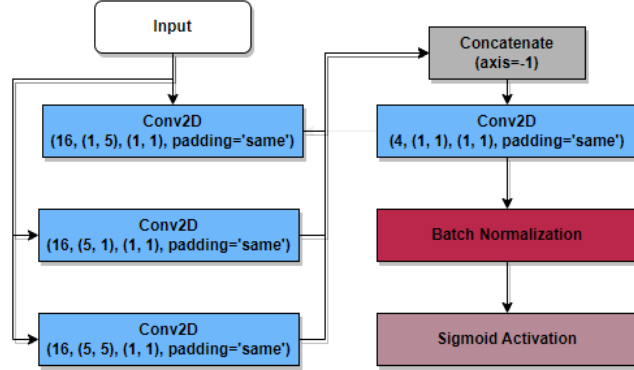 Input
Conv2D
(16, (1, 5), (1, 1), padding='same')
Conv2D
(16, (5, 1), (1, 1), padding='same')
Conv2D
(16, (5, 5), (1, 1), padding='same')
Concatenate
(axis=-1)
Conv2D
(4, (1, 1), (1, 1), padding='same')
Batch Normalization
Sigmoid Activation